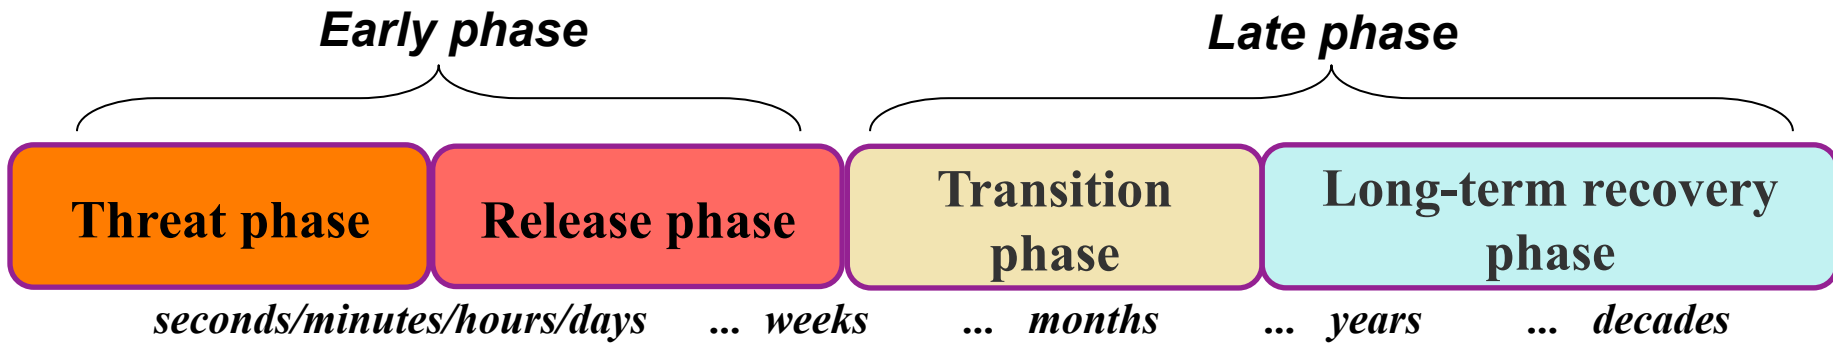 Early phase
Late phase
Threat phase
Release phase
Transition
phase
Long-term recovery
phase
seconds/minutes/hours/days ... weeks ... months ... years ... decades